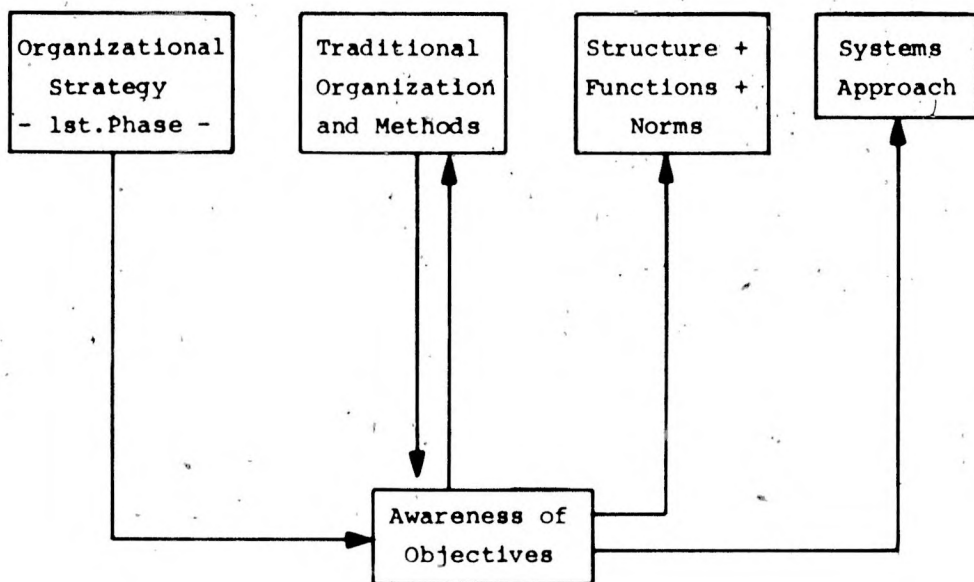 Organizational
Strategy
- 1st.Phase -
Traditional
Organization
and Methods
Structure +
Functions +
Norms
Systems
Approach
Awareness of
Objectives